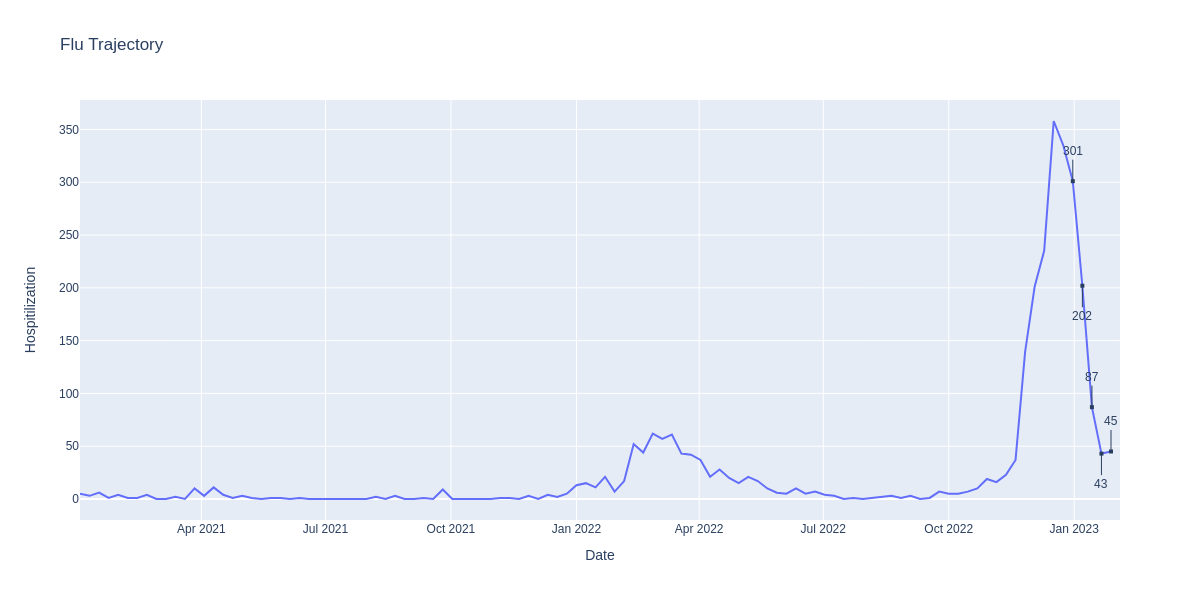 Flu Trajectory
350
300
250
200
150
100
50
0
Hospitilization
301
202
87
45
43
Apr 2021
Jul 2021
Oct 2021
Jan 2022
Apr 2022
Jul 2022
Oct 2022
Jan 2023
Date